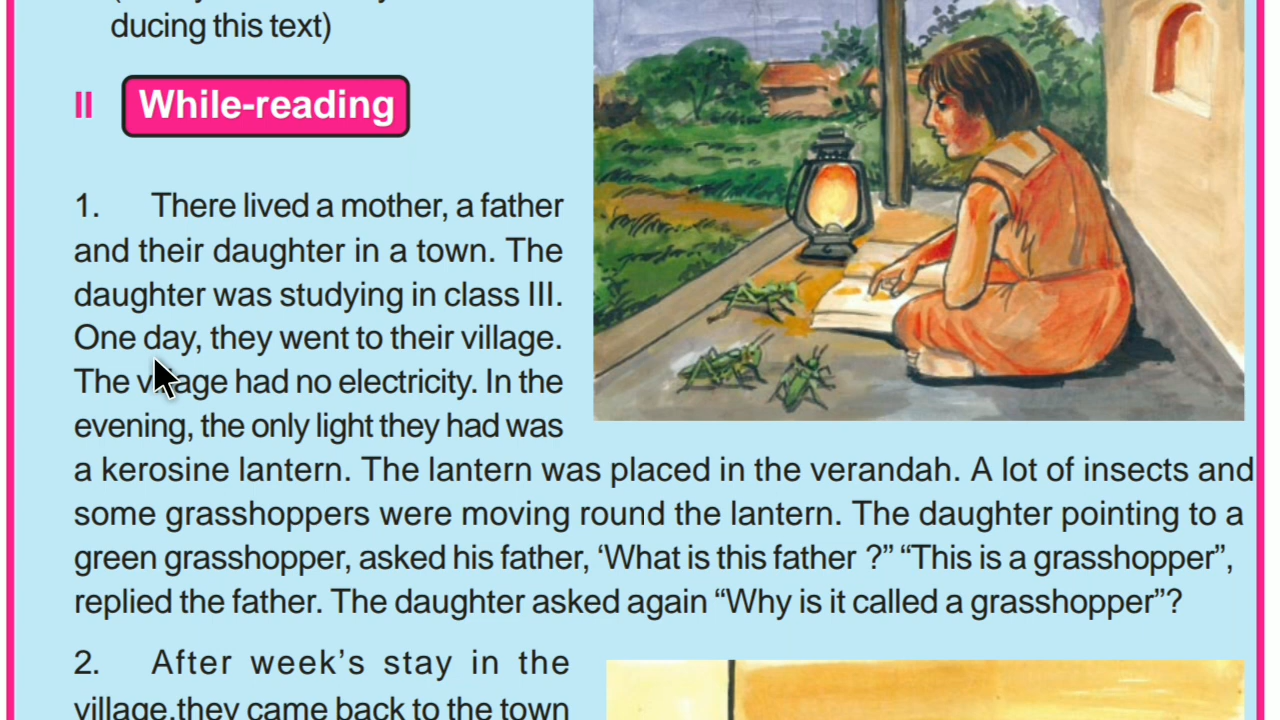 ducing this text)
II While-reading
1. There lived a mother, a father
and their daughter in a town. The
daughter was studying in class III.
One day, they went to their village.
The village had no electricity. In the
evening, the only light they had was
a kerosine lantern. The lantern was placed in the verandah. A lot of insects and
some grasshoppers were moving round the lantern. The daughter pointing to a
green grasshopper, asked his father, ‘What is this father ?” “This is a grasshopper”,
replied the father. The daughter asked again “Why is it called a grasshopper”?
2. After week’s stay in the
village,they came back to the town